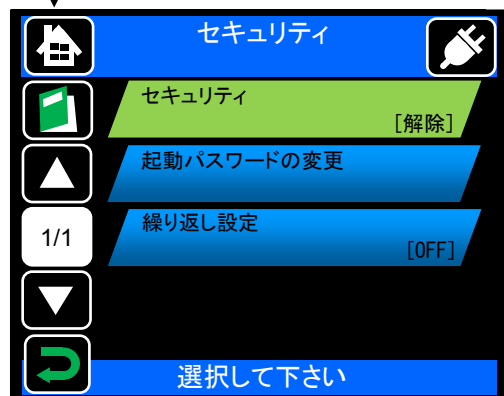 セキュリティ
セキュリティ
[解除]
起動パスワードの変更
1/1
繰り返し設定
[OFF]
選択して下さい